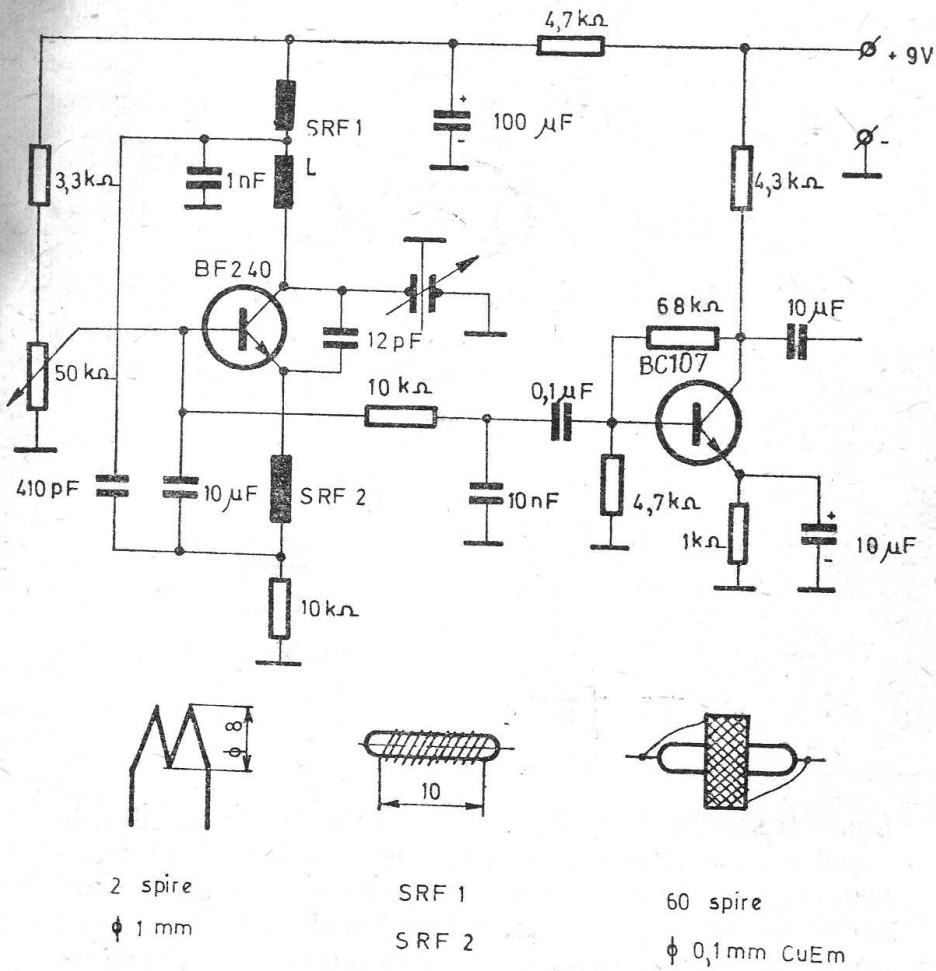 4,7kΩ
+ 9V
SRF1
+
100 µF
-
-
3,3kΩ
1nF
L
4,3kΩ
BF240
68kΩ
10µF
12pF
50kΩ
BC107
10kΩ
0,1µF
410pF
10µF
SRF 2
10nF
4,7kΩ
+
1kΩ
10µF
-
10kΩ
ϕ 8
10
2 spire
ϕ 1 mm
SRF 1
SRF 2
60 spire
ϕ 0,1mm CuEm